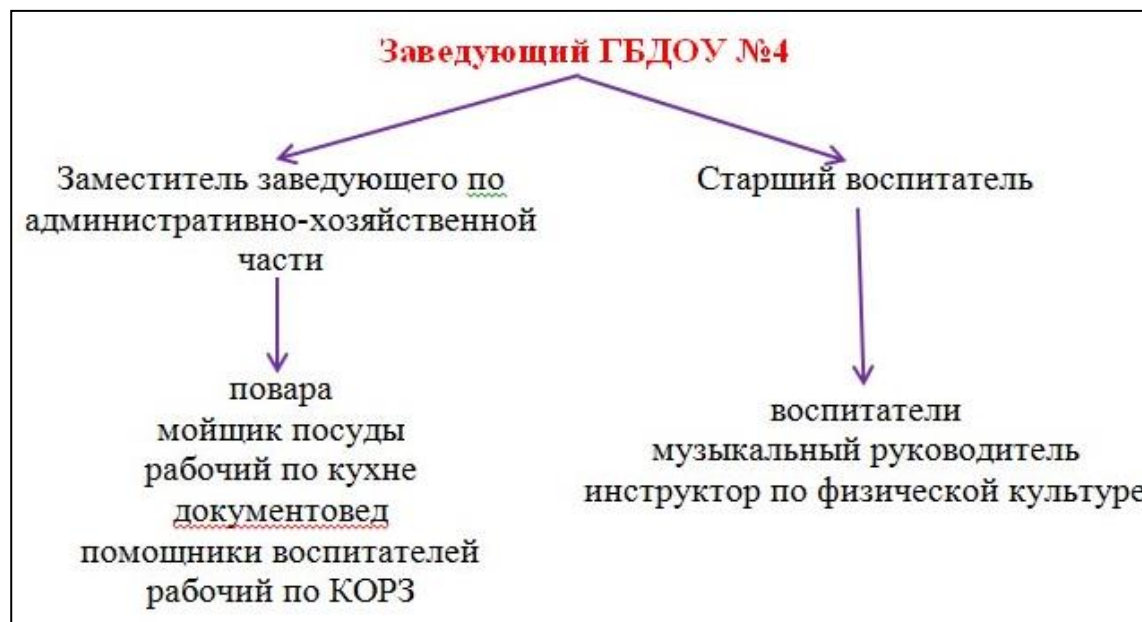 Заведующий ГБДОУ №4
Заместитель заведующего по
административно-хозяйственной
части
Старший воспитатель
повара
мойщик посуды
рабочий по кухне
документовед
помощники воспитателей
рабочий по КОРЗ
воспитатели
музыкальный руководитель
инструктор по физической культуре